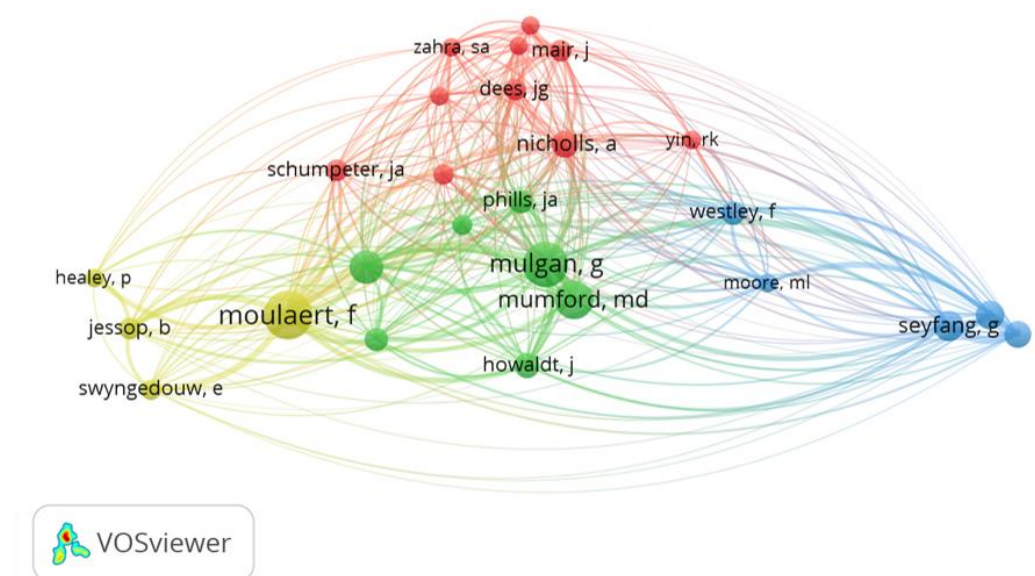 zahra, sa
mair, j
dees, jg
nicholls, a
yin, rk
schumpeter, ja
phills, ja
westley, f
mulgan, g
healey, p
moore, ml
mumford, md
moulaert, f
jessop, b
seyfang, g
howaldt, j
swyngedouw, e
VOSviewer